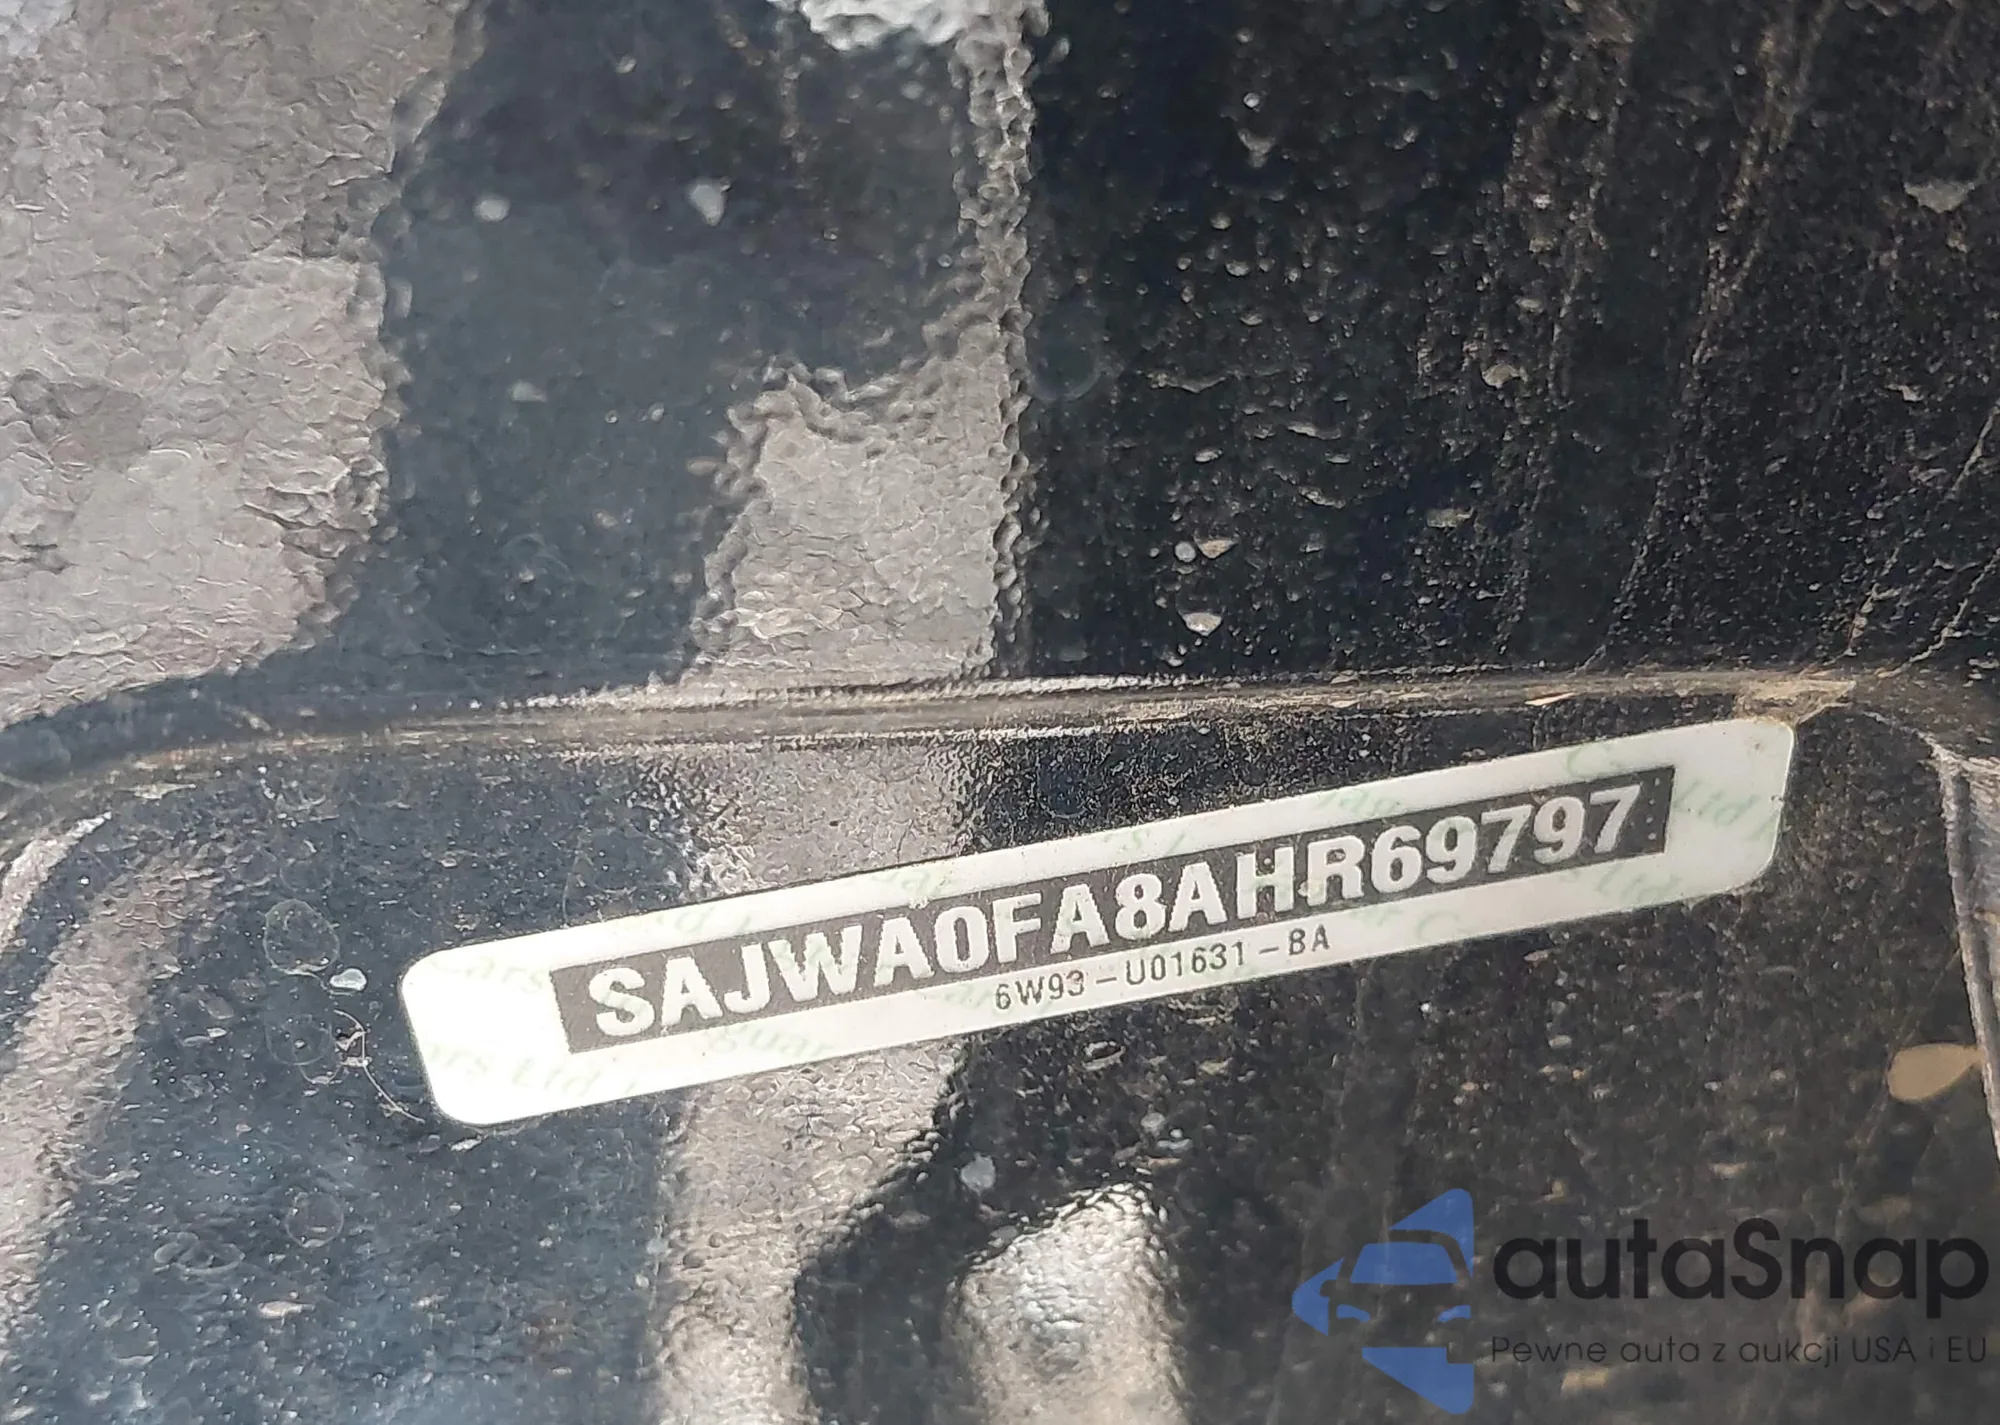 SAJWA0FA8AHR69797
6W93-U01631-BA
autaSnap
Pewne auta z aukcji USA i EU